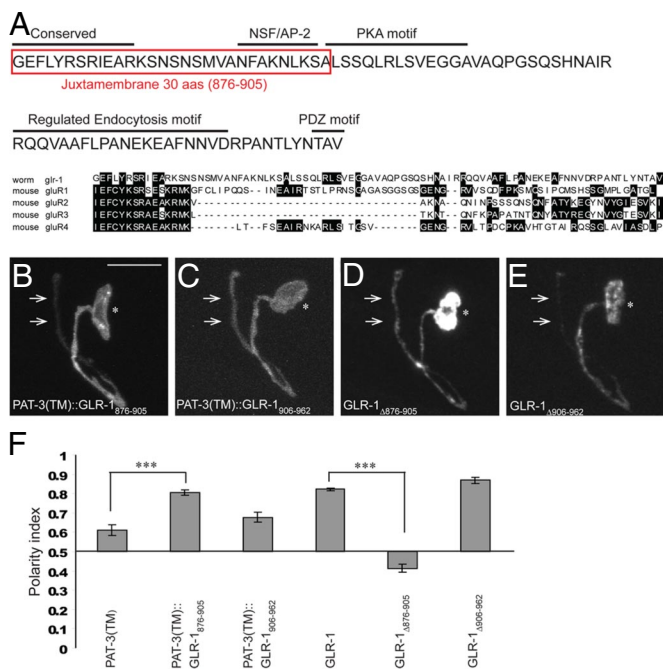 A
Conserved NSF/AP-2 PKA motif
GEFLYRSRIEARKSNSNSMVANFAKNLKSALSSQLRLSVEGGAVAQPGSQSHNAIR
Juxtamembrane 30 aas (876-905)
Regulated Endocytosis motif PDZ motif
RQQVAAFLPANEKEAFNNVDRPANTLYNTAV
worm glr-1 GEFLYRSRIEARKSNSNSMVANFAKNLKSALSSQLRLSVEGGAVAQPGSQSHNAIRRQQVAAFLPANEKEAFNNVDRPANTLYNTAV
mouse gluR1
mouse gluR2
mouse gluR3
mouse gluR4
B C D E
* * * *
PAT-3(TM)::GLR-1876-905 PAT-3(TM)::GLR-1906-962 GLR-1Δ876-905 GLR-1Δ906-962
F
Polarity index
1
0.9
0.8
0.7
0.6
0.5
0.4
0.3
0.2
0.1
0
*** ***
PAT-3(TM)
PAT-3(TM)::
GLR-1876-905
PAT-3(TM)::
GLR-1906-962
GLR-1
GLR-1Δ876-905
GLR-1Δ906-962